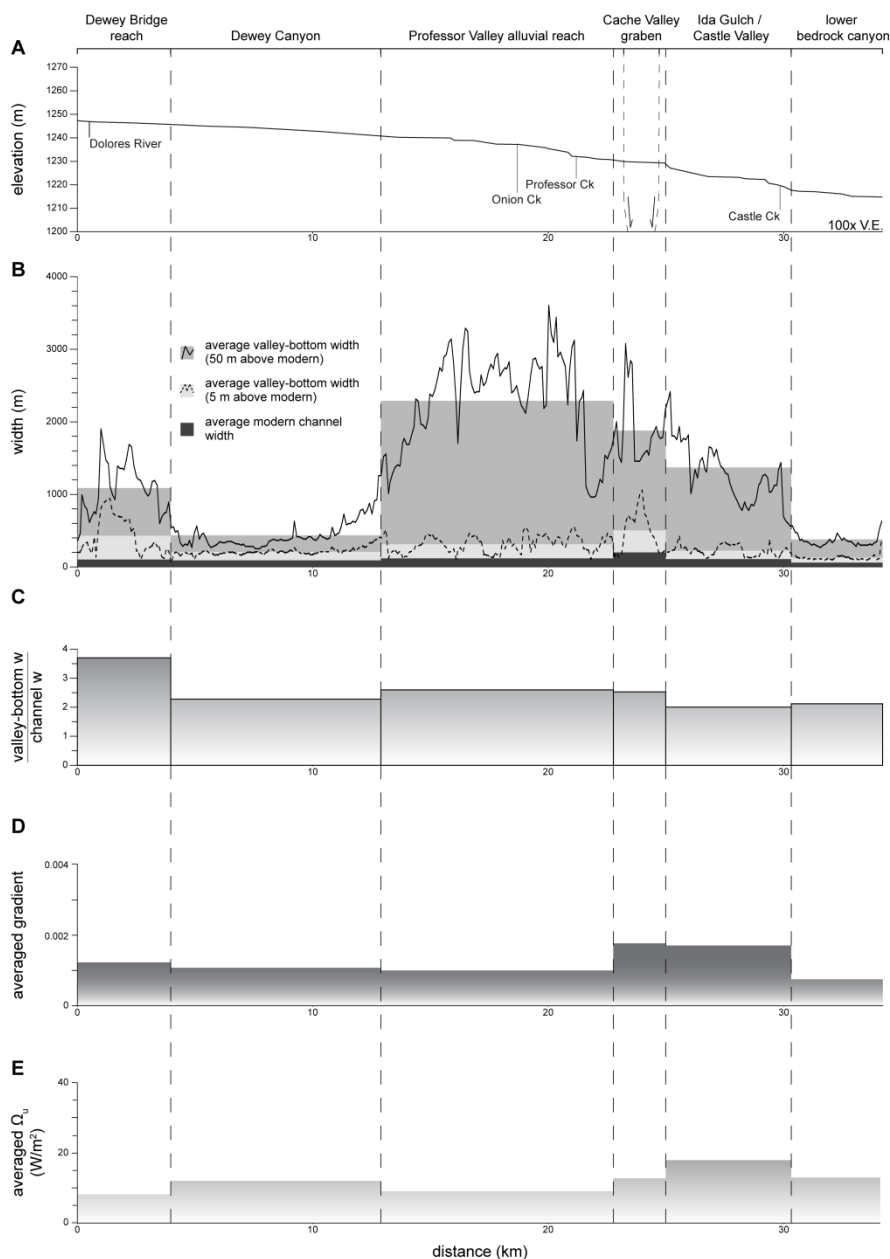 Dewey Bridge
reach
Dewey Canyon
Professor Valley alluvial reach
Cache Valley
graben
Ida Gulch /
Castle Valley
lower
bedrock canyon
A
elevation (m)
1270
1260
1250
1240
1230
1220
1210
1200
Dolores River
Onion Ck
Professor Ck
Castle Ck
100x V.E.
0
10
20
30
B
width (m)
4000
3000
2000
1000
0
average valley-bottom width
(50 m above modern)
average valley-bottom width
(5 m above modern)
average modern channel
width
0
10
20
30
C
valley-bottom w
channel w
4
3
2
1
0
0
10
20
30
D
averaged gradient
0.004
0.002
0
0
10
20
30
E
averaged Ωu
(W/m²)
40
20
0
0
10
20
30
distance (km)